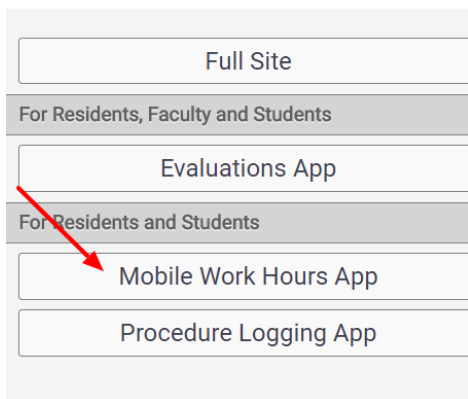 Full Site
For Residents, Faculty and Students
Evaluations App
For Residents and Students
Mobile Work Hours App
Procedure Logging App